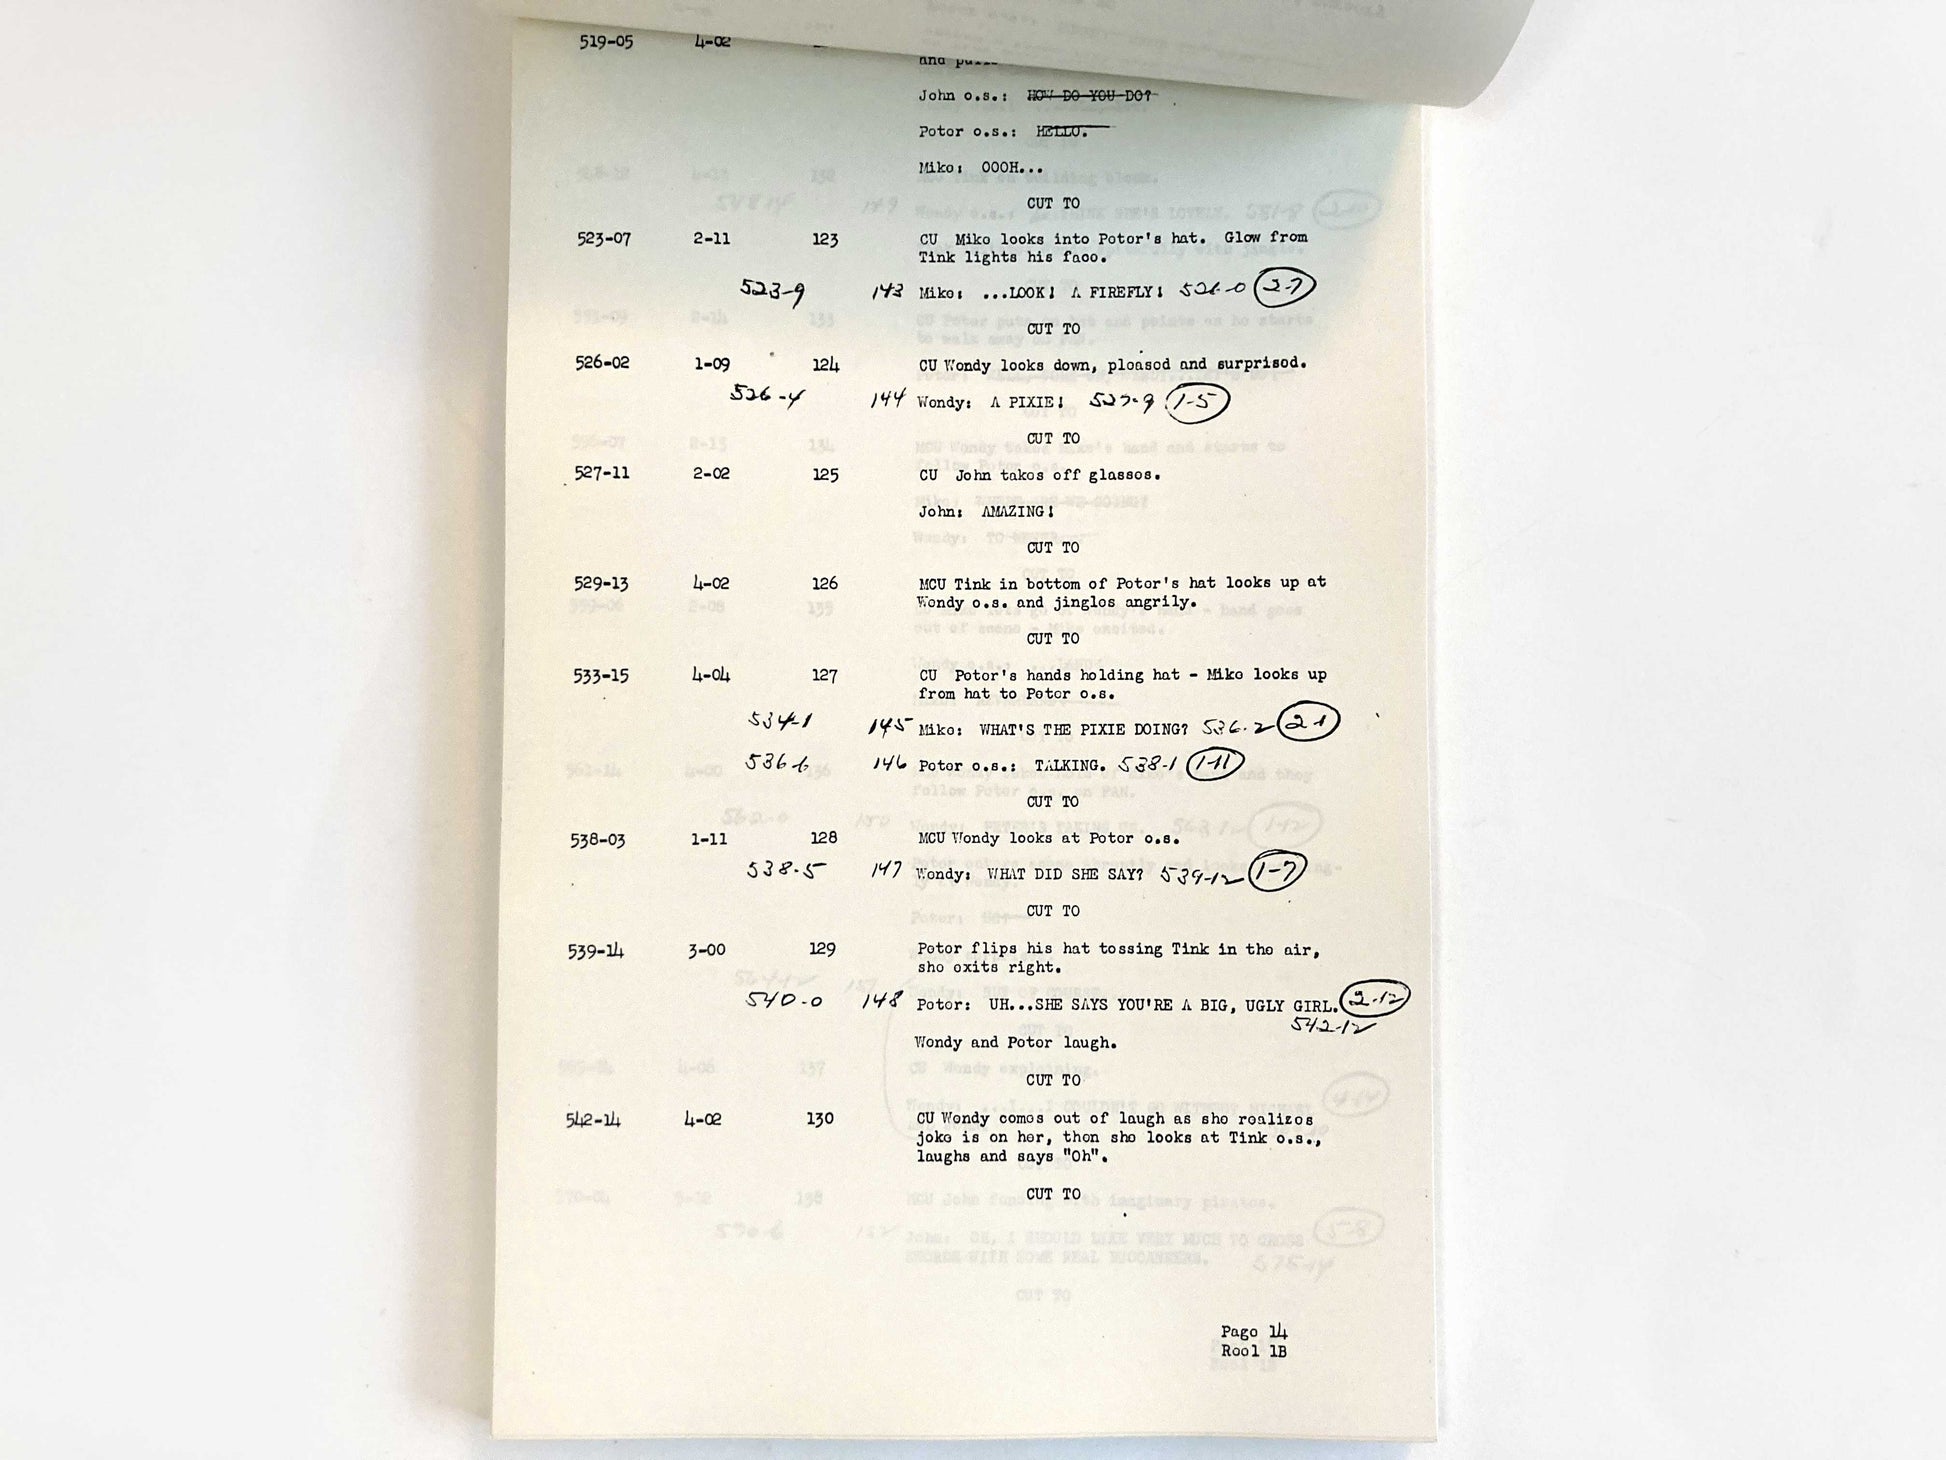 519-05 4-02
and
John o.s.: HOW DO YOU DO?
Potor o.s.: HELLO.
Miko: OOOH...
CUT TO
523-07 2-11 123 CU Miko looks into Potor's hat. Glow from
Tink lights his faco.
523-9 143 Miko: ...LOOK! A FIREFLY! 526-0 2-7
CUT TO
526-02 1-09 124 CU Wondy looks down, ploasod and surprisod.
526-4 144 Wondy: A PIXIE! 527-9 1-5
CUT TO
527-11 2-02 125 CU John takos off glassos.
John: AMAZING!
CUT TO
529-13 4-02 126 MCU Tink in bottom of Potor's hat looks up at
Wondy o.s. and jinglos angrily.
CUT TO
533-15 4-04 127 CU Potor's hands holding hat - Miko looks up
from hat to Potor o.s.
534-1 145 Miko: WHAT'S THE PIXIE DOING? 536-2 2-1
536-6 146 Potor o.s.: TALKING. 538-1 1-11
CUT TO
538-03 1-11 128 MCU Wondy looks at Potor o.s.
538-5 147 Wondy: WHAT DID SHE SAY? 539-12 1-7
CUT TO
539-14 3-00 129 Potor flips his hat tossing Tink in tho air,
sho oxits right.
540-0 148 Potor: UH...SHE SAYS YOU'RE A BIG, UGLY GIRL. 2-12
542-12
Wondy and Potor laugh.
CUT TO
542-14 4-02 130 CU Wondy comos out of laugh as sho roalizos
joko is on hor, thon sho looks at Tink o.s.,
laughs and says "Oh".
CUT TO
Pago 14
Rool 1B